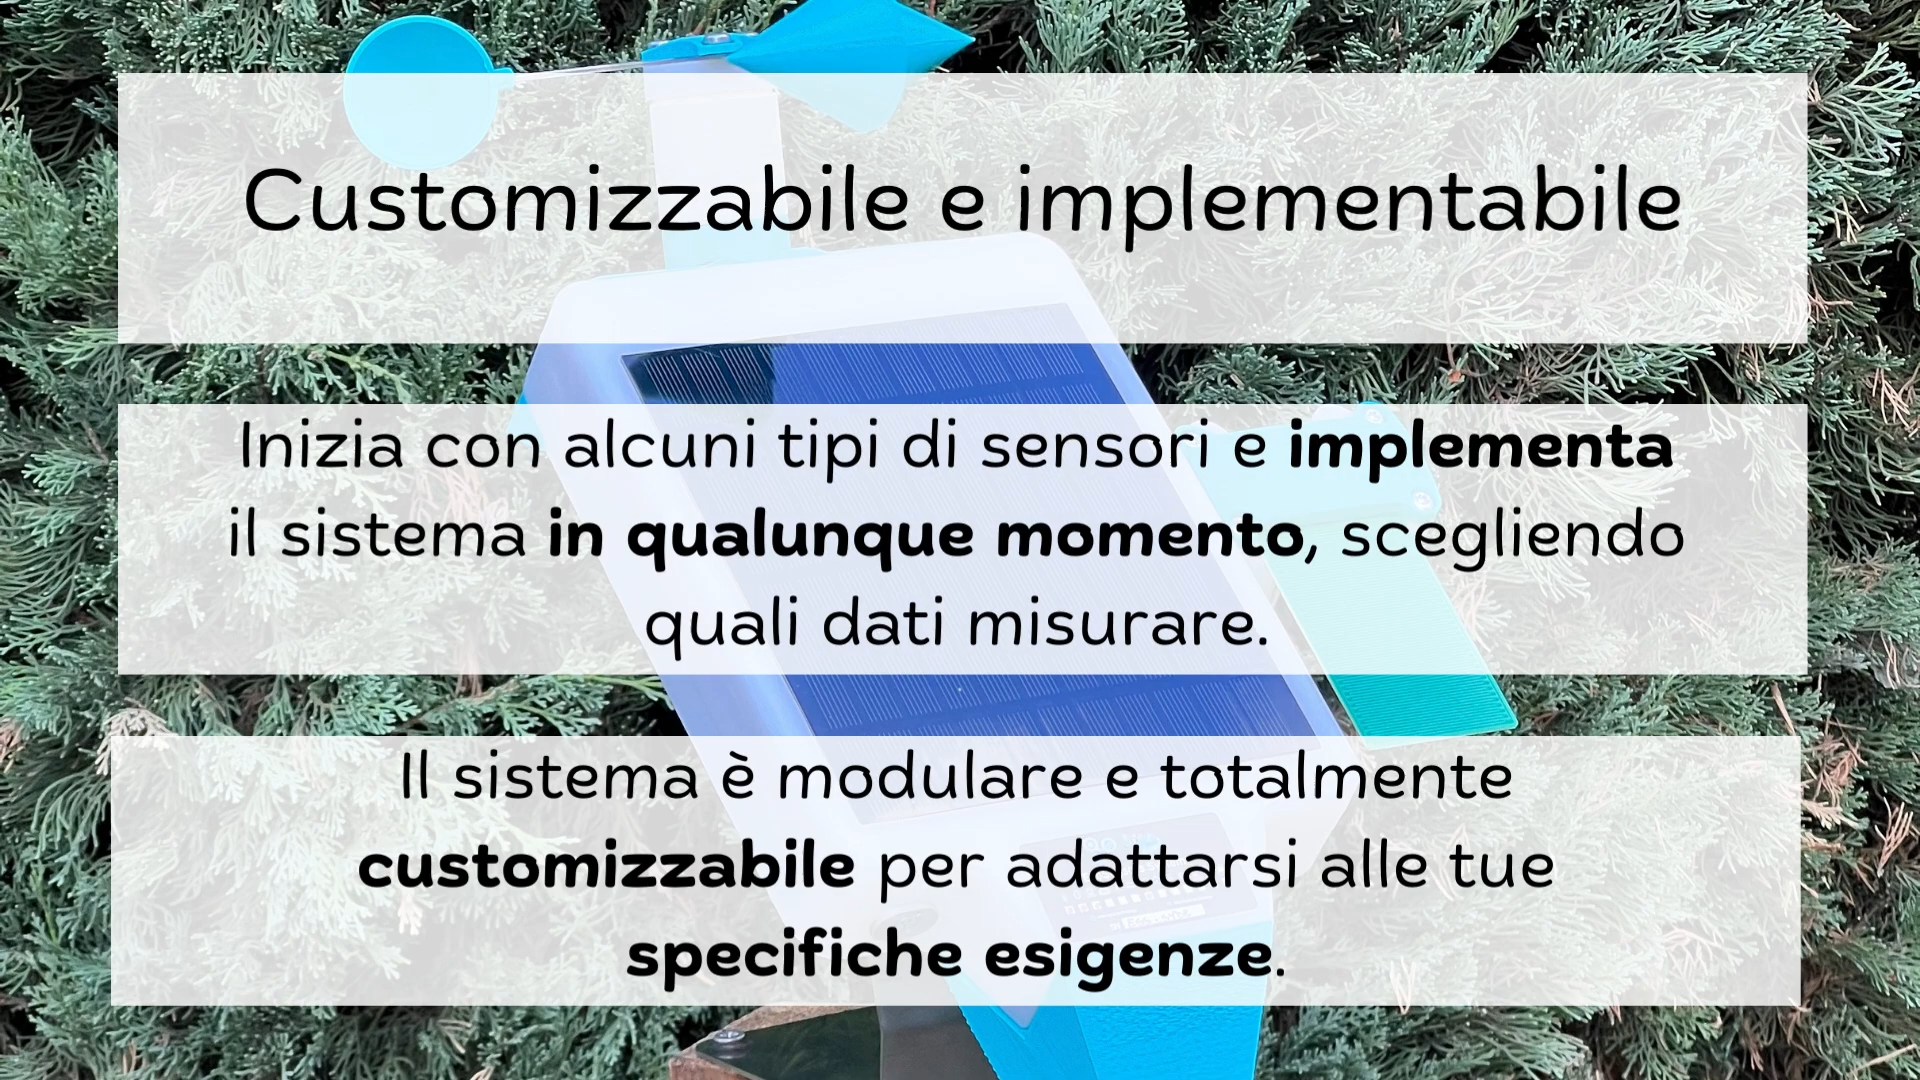 Customizzabile e implementabile
Inizia con alcuni tipi di sensori e implementa
il sistema in qualunque momento, scegliendo
quali dati misurare.
Il sistema è modulare e totalmente
customizzabile per adattarsi alle tue
specifiche esigenze.